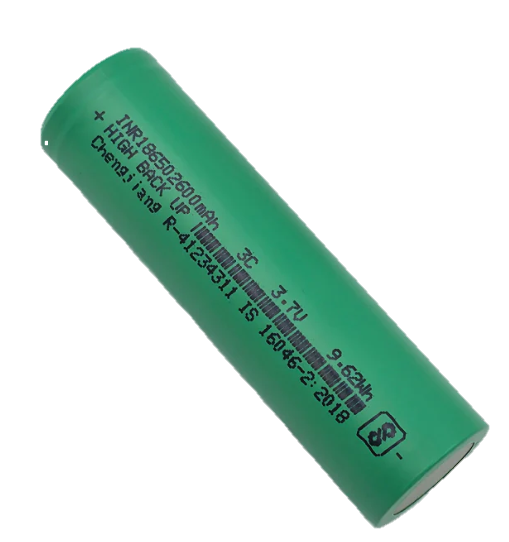 INR18650 2600mAh 3C 3.7V 9.62Wh
+ HIGH BACK UP
Chengjiang R-41234311 IS 16046-2:2018 -